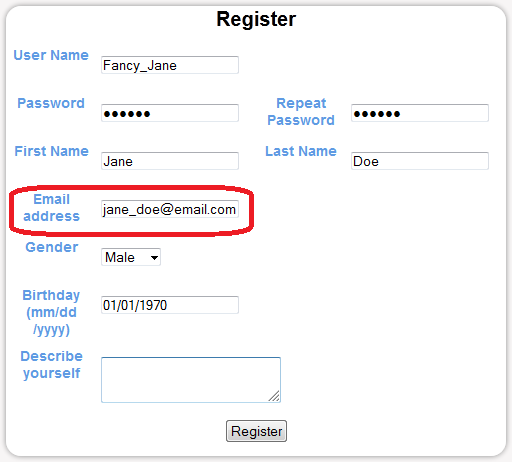 Register
User Name
Fancy_Jane
Password
●●●●●●
Repeat
Password
●●●●●●
First Name
Jane
Last Name
Doe
Email
address
jane_doe@email.com
Gender
Male
Birthday
(mm/dd
/yyyy)
01/01/1970
Describe
yourself
Register